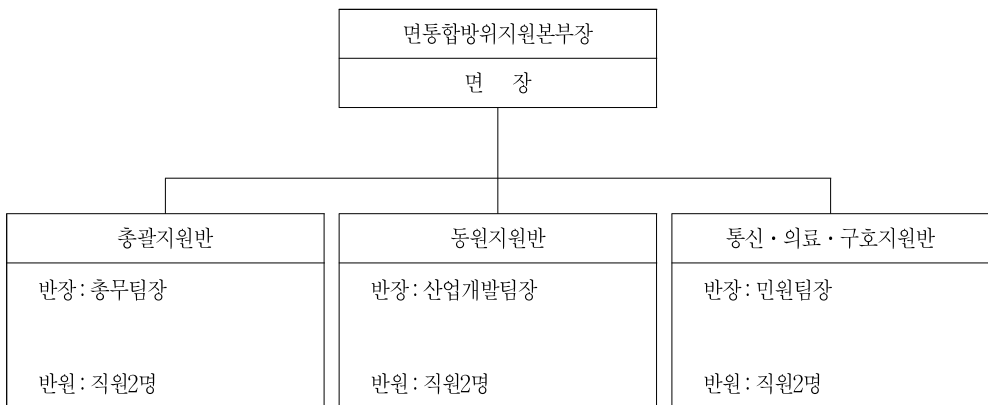 면통합방위지원본부장
면 장
총괄지원반
반장 : 총무팀장
반원 : 직원2명
동원지원반
반장 : 산업개발팀장
반원 : 직원2명
통신・의료・구호지원반
반장 : 민원팀장
반원 : 직원2명